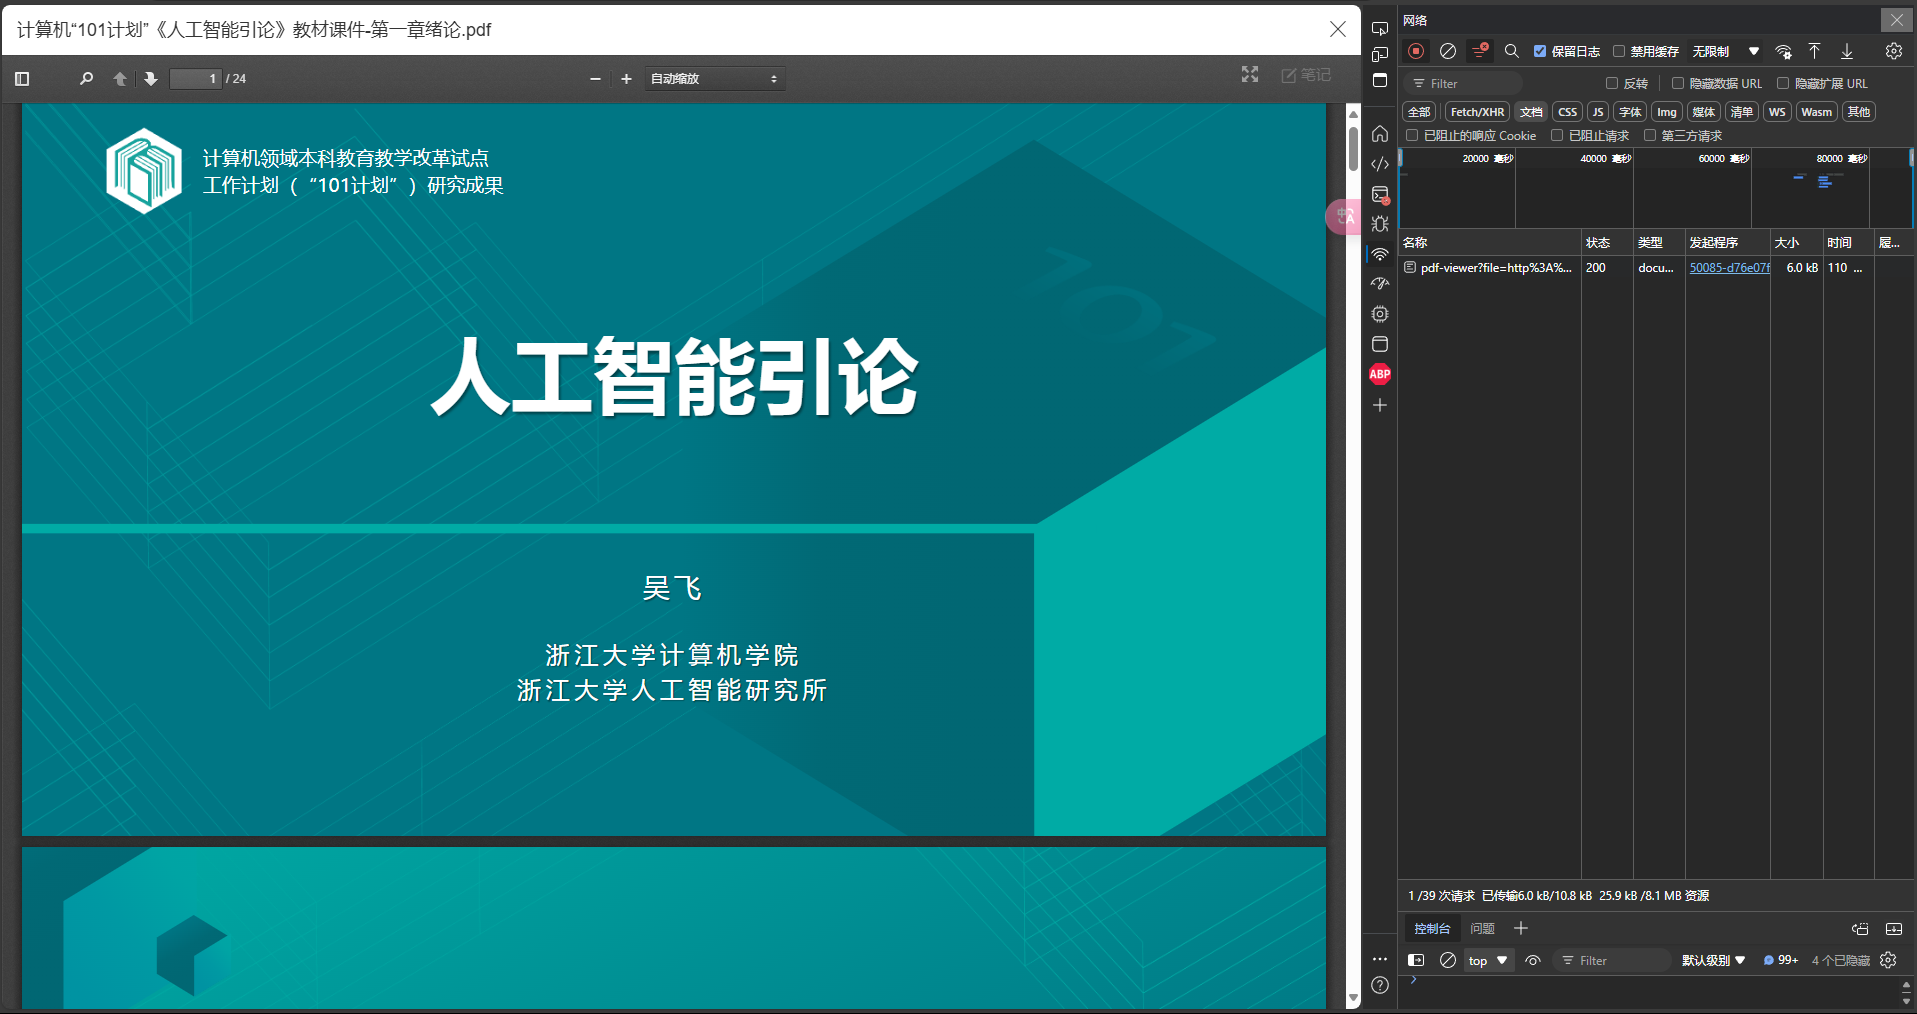 计算机“101计划”《人工智能引论》教材课件-第一章绪论.pdf
1 / 24
自动缩放
笔记
计算机领域本科教育教学改革试点
工作计划（“101计划”）研究成果
101
人工智能引论
吴飞
浙江大学计算机学院
浙江大学人工智能研究所
ABP
网络
保留日志 禁用缓存 无限制
Filter 反转 隐藏数据 URL 隐藏扩展 URL
全部 Fetch/XHR 文档 CSS JS 字体 Img 媒体 清单 WS Wasm 其他
已阻止的响应 Cookie 已阻止请求 第三方请求
20000 毫秒 40000 毫秒 60000 毫秒 80000 毫秒
名称 状态 类型 发起程序 大小 时间 履...
pdf-viewer?file=http%3A%... 200 docu... 50085-d76e07f 6.0 kB 110 ...
1 /39 次请求 已传输6.0 kB/10.8 kB 25.9 kB /8.1 MB 资源
控制台 问题
top Filter 默认级别 99+ 4 个已隐藏